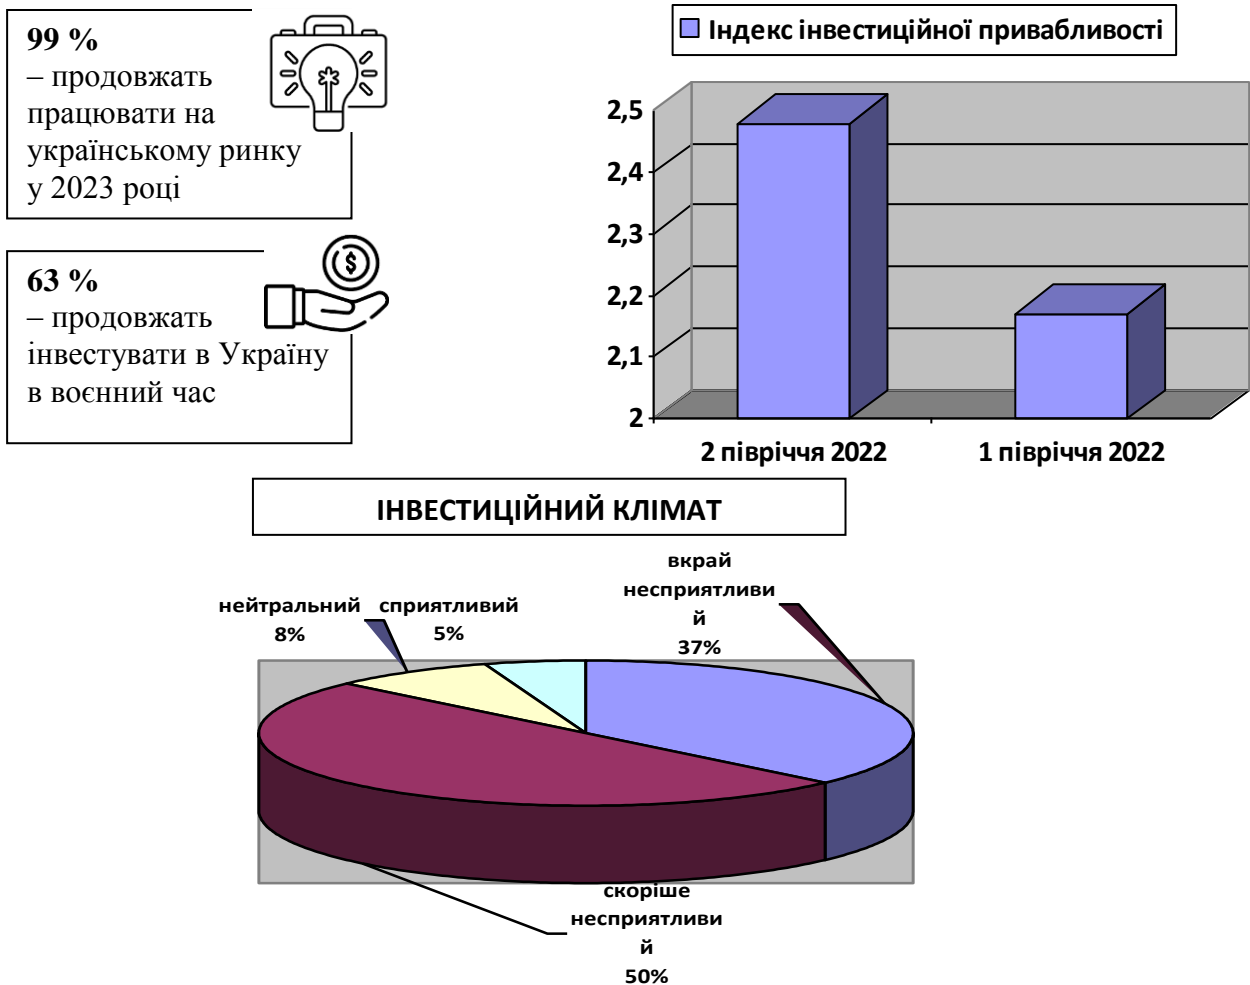 99 %
– продовжать
працювати на
українському ринку
у 2023 році
63 %
– продовжать
інвестувати в Україну
в воєнний час
Індекс інвестиційної привабливості
2,5
2,4
2,3
2,2
2,1
2
2 півріччя 2022
1 півріччя 2022
ІНВЕСТИЦІЙНИЙ КЛІМАТ
вкрай
несприятливи
й
37%
нейтральний
8%
сприятливий
5%
скоріше
несприятливи
й
50%